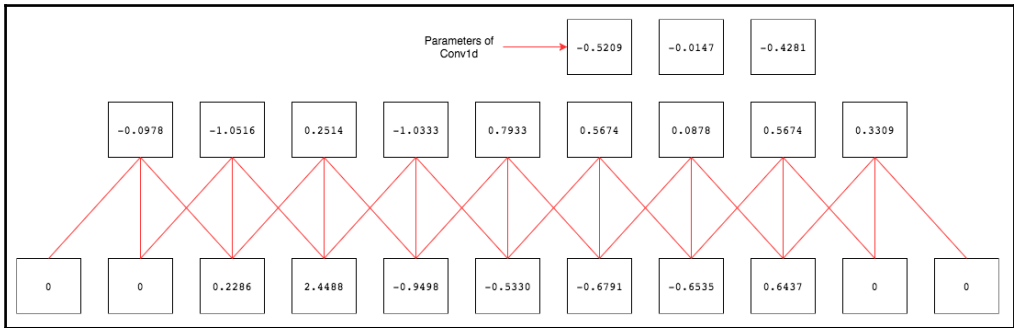 Parameters of
Conv1d
-0.5209 -0.0147 -0.4281
-0.0978 -1.0516 0.2514 -1.0333 0.7933 0.5674 0.0878 0.5674 0.3309
0 0 0.2286 2.4488 -0.9498 -0.5330 -0.6791 -0.6535 0.6437 0 0